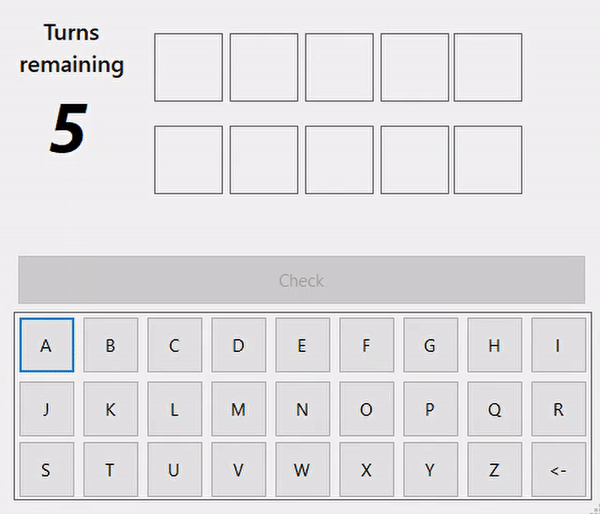 Turns
remaining
5
Check
A B C D E F G H I
J K L M N O P Q R
S T U V W X Y Z <-